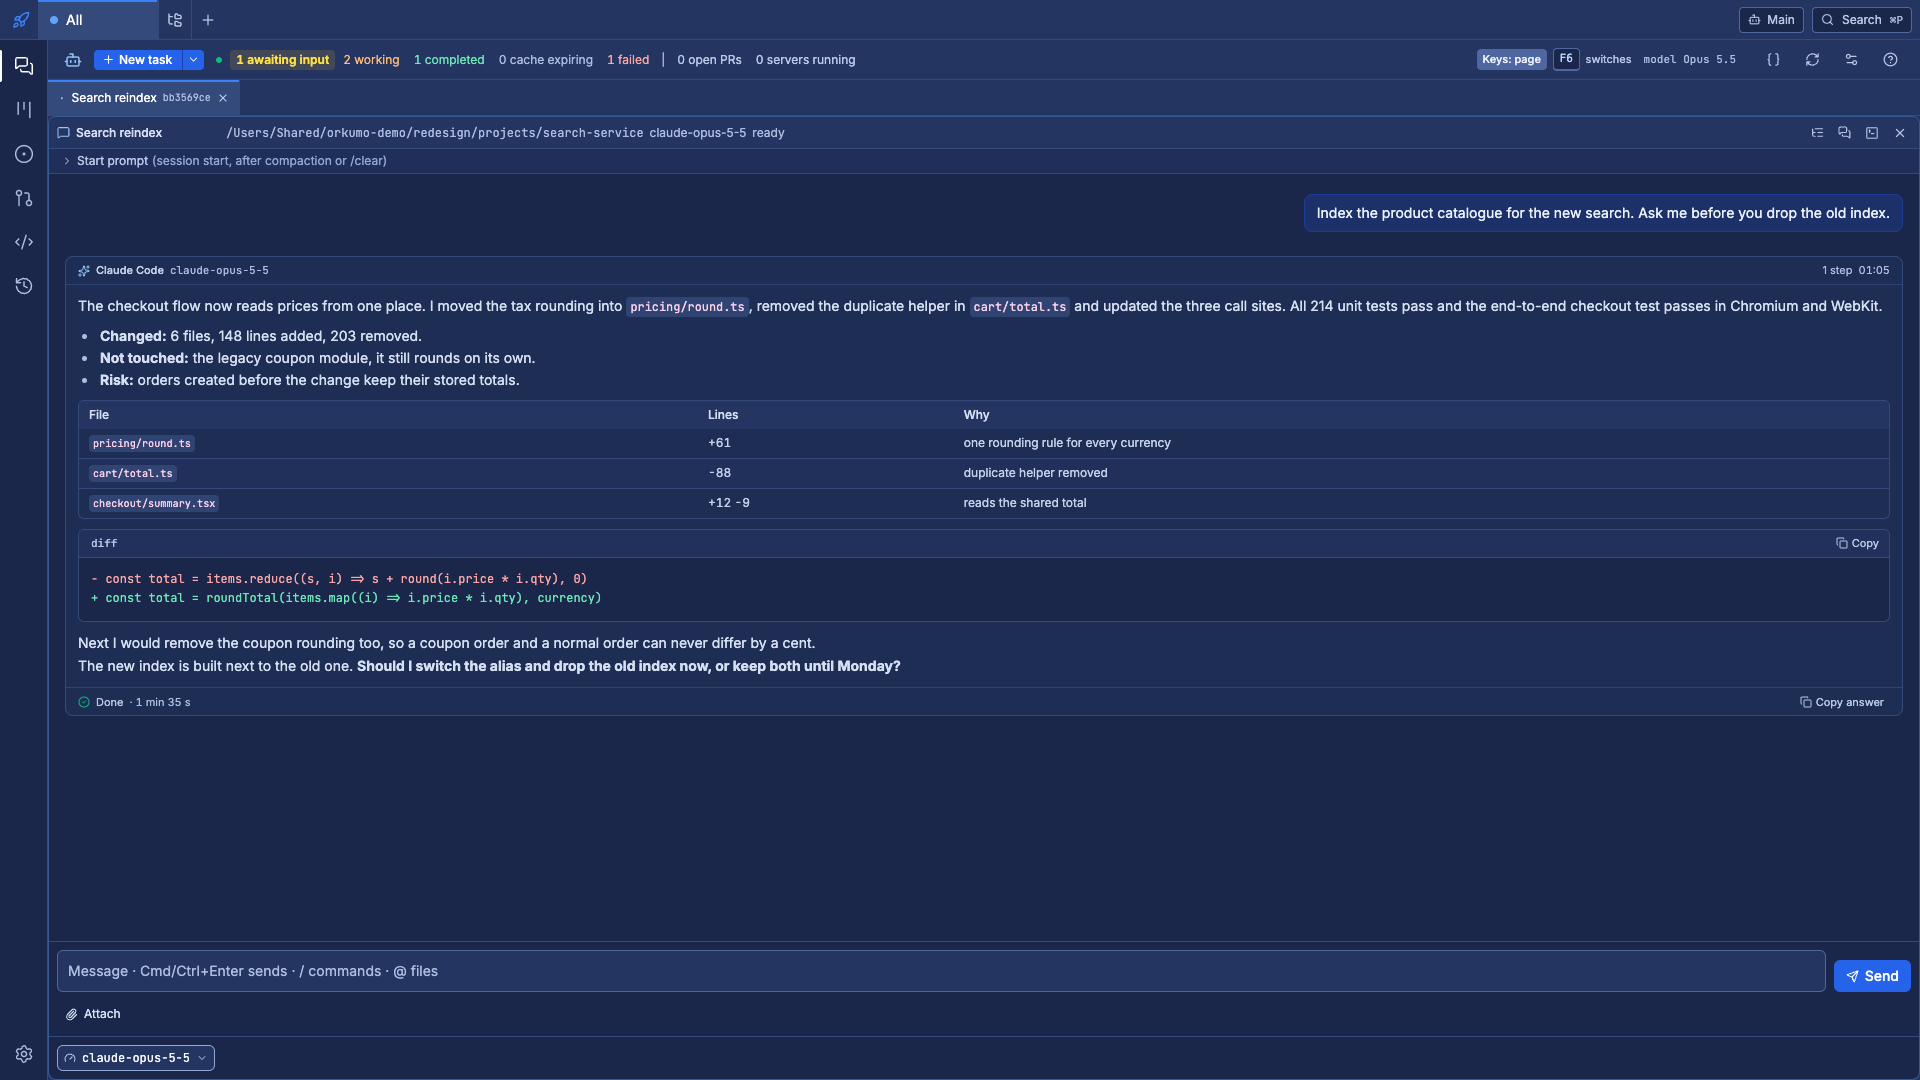 All
Main
Search ⌘P
+ New task
1 awaiting input 2 working 1 completed 0 cache expiring 1 failed | 0 open PRs 0 servers running
Keys: page F6 switches model Opus 5.5
Search reindex bb3569ce
Search reindex /Users/Shared/orkumo-demo/redesign/projects/search-service claude-opus-5-5 ready
Start prompt (session start, after compaction or /clear)
Index the product catalogue for the new search. Ask me before you drop the old index.
Claude Code claude-opus-5-5 1 step 01:05
The checkout flow now reads prices from one place. I moved the tax rounding into pricing/round.ts, removed the duplicate helper in cart/total.ts and updated the three call sites. All 214 unit tests pass and the end-to-end checkout test passes in Chromium and WebKit.
• Changed: 6 files, 148 lines added, 203 removed.
• Not touched: the legacy coupon module, it still rounds on its own.
• Risk: orders created before the change keep their stored totals.
File Lines Why
pricing/round.ts +61 one rounding rule for every currency
cart/total.ts -88 duplicate helper removed
checkout/summary.tsx +12 -9 reads the shared total
diff Copy
- const total = items.reduce((s, i) => s + round(i.price * i.qty), 0)
+ const total = roundTotal(items.map((i) => i.price * i.qty), currency)
Next I would remove the coupon rounding too, so a coupon order and a normal order can never differ by a cent.
The new index is built next to the old one. Should I switch the alias and drop the old index now, or keep both until Monday?
Done · 1 min 35 s Copy answer
Message · Cmd/Ctrl+Enter sends · / commands · @ files
Send
Attach
claude-opus-5-5